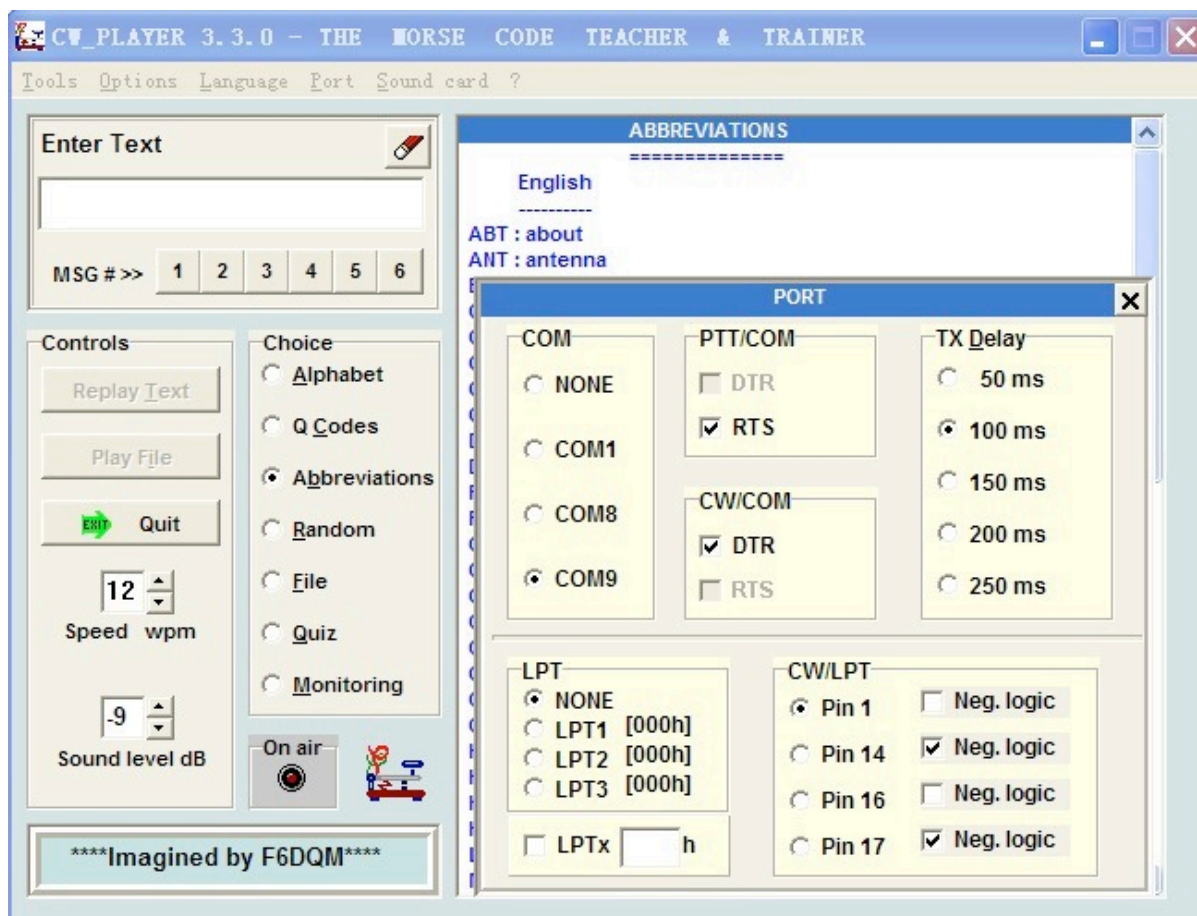 CW_PLAYER 3.3.0 - THE MORSE CODE TEACHER & TRAINER
Tools Options Language Port Sound card ?
Enter Text
MSG # >> 1 2 3 4 5 6
Controls
Replay Text
Play File
EXIT Quit
12
Speed wpm
-9
Sound level dB
Choice
Alphabet
Q Codes
Abbreviations
Random
File
Quiz
Monitoring
On air
****Imagined by F6DQM****
ABBREVIATIONS
==============
English
----------
ABT : about
ANT : antenna
PORT
COM
NONE
COM1
COM8
COM9
PTT/COM
DTR
RTS
CW/COM
DTR
RTS
TX Delay
50 ms
100 ms
150 ms
200 ms
250 ms
LPT
NONE
LPT1 [000h]
LPT2 [000h]
LPT3 [000h]
LPTx h
CW/LPT
Pin 1 Neg. logic
Pin 14 Neg. logic
Pin 16 Neg. logic
Pin 17 Neg. logic